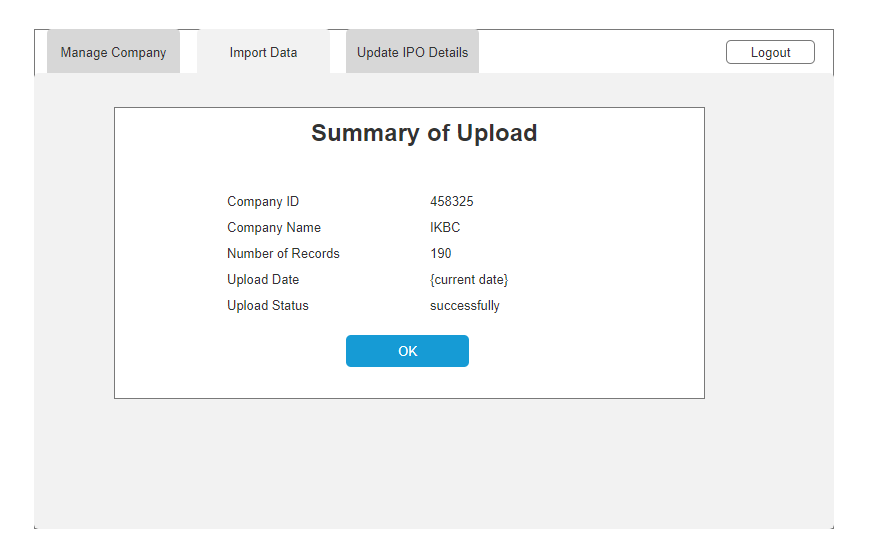 Manage Company Import Data Update IPO Details Logout
Summary of Upload
Company ID 458325
Company Name IKBC
Number of Records 190
Upload Date {current date}
Upload Status successfully
OK